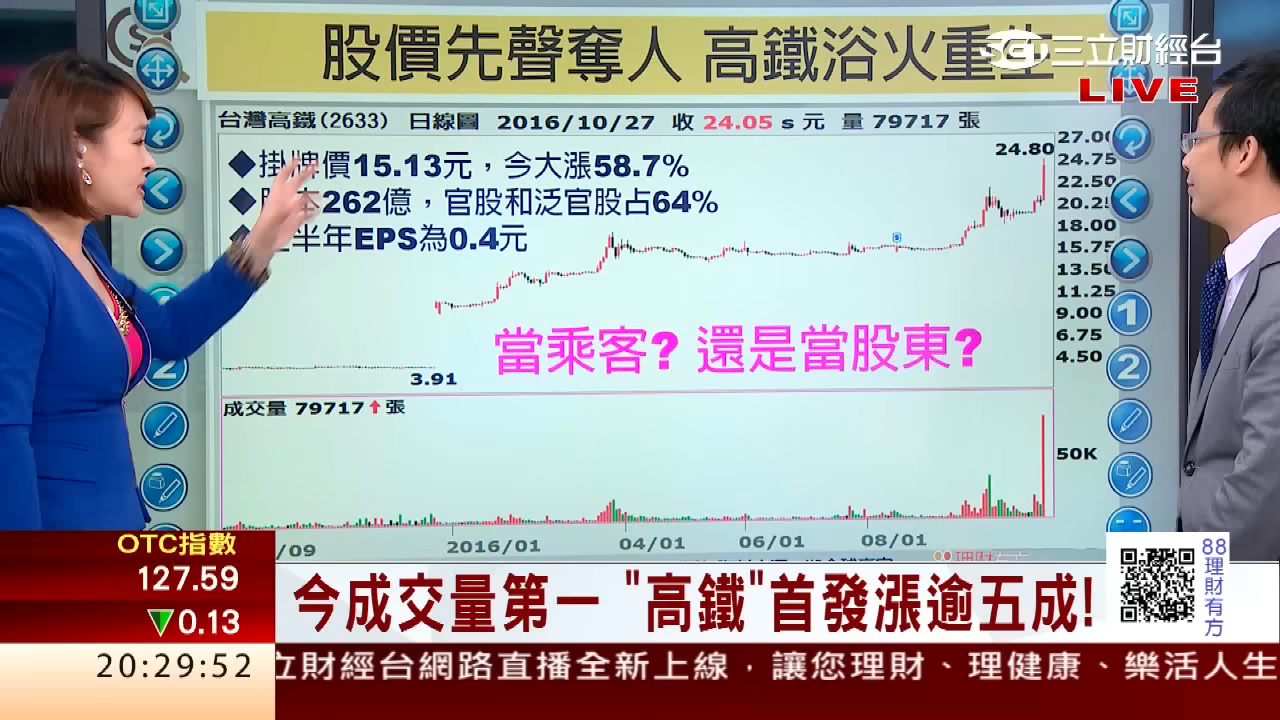 股價先聲奪人 高鐵浴火重生
三立財經台
LIVE
台灣高鐵(2633) 日線圖 2016/10/27 收 24.05 s 元 量 79717 張
◆掛牌價15.13元，今大漲58.7%
◆股本262億，官股和泛官股占64%
◆上半年EPS為0.4元
24.80
27.00
24.75
22.50
20.25
18.00
15.75
13.50
11.25
9.00
6.75
4.50
當乘客? 還是當股東?
3.91
成交量 79717↑張
50K
/09
2016/01
04/01
06/01
08/01
1
2
2
OTC指數
127.59
▼0.13
今成交量第一 "高鐵"首發漲逾五成!
88理財有方
20:29:52
立財經台網路直播全新上線，讓您理財、理健康、樂活人生